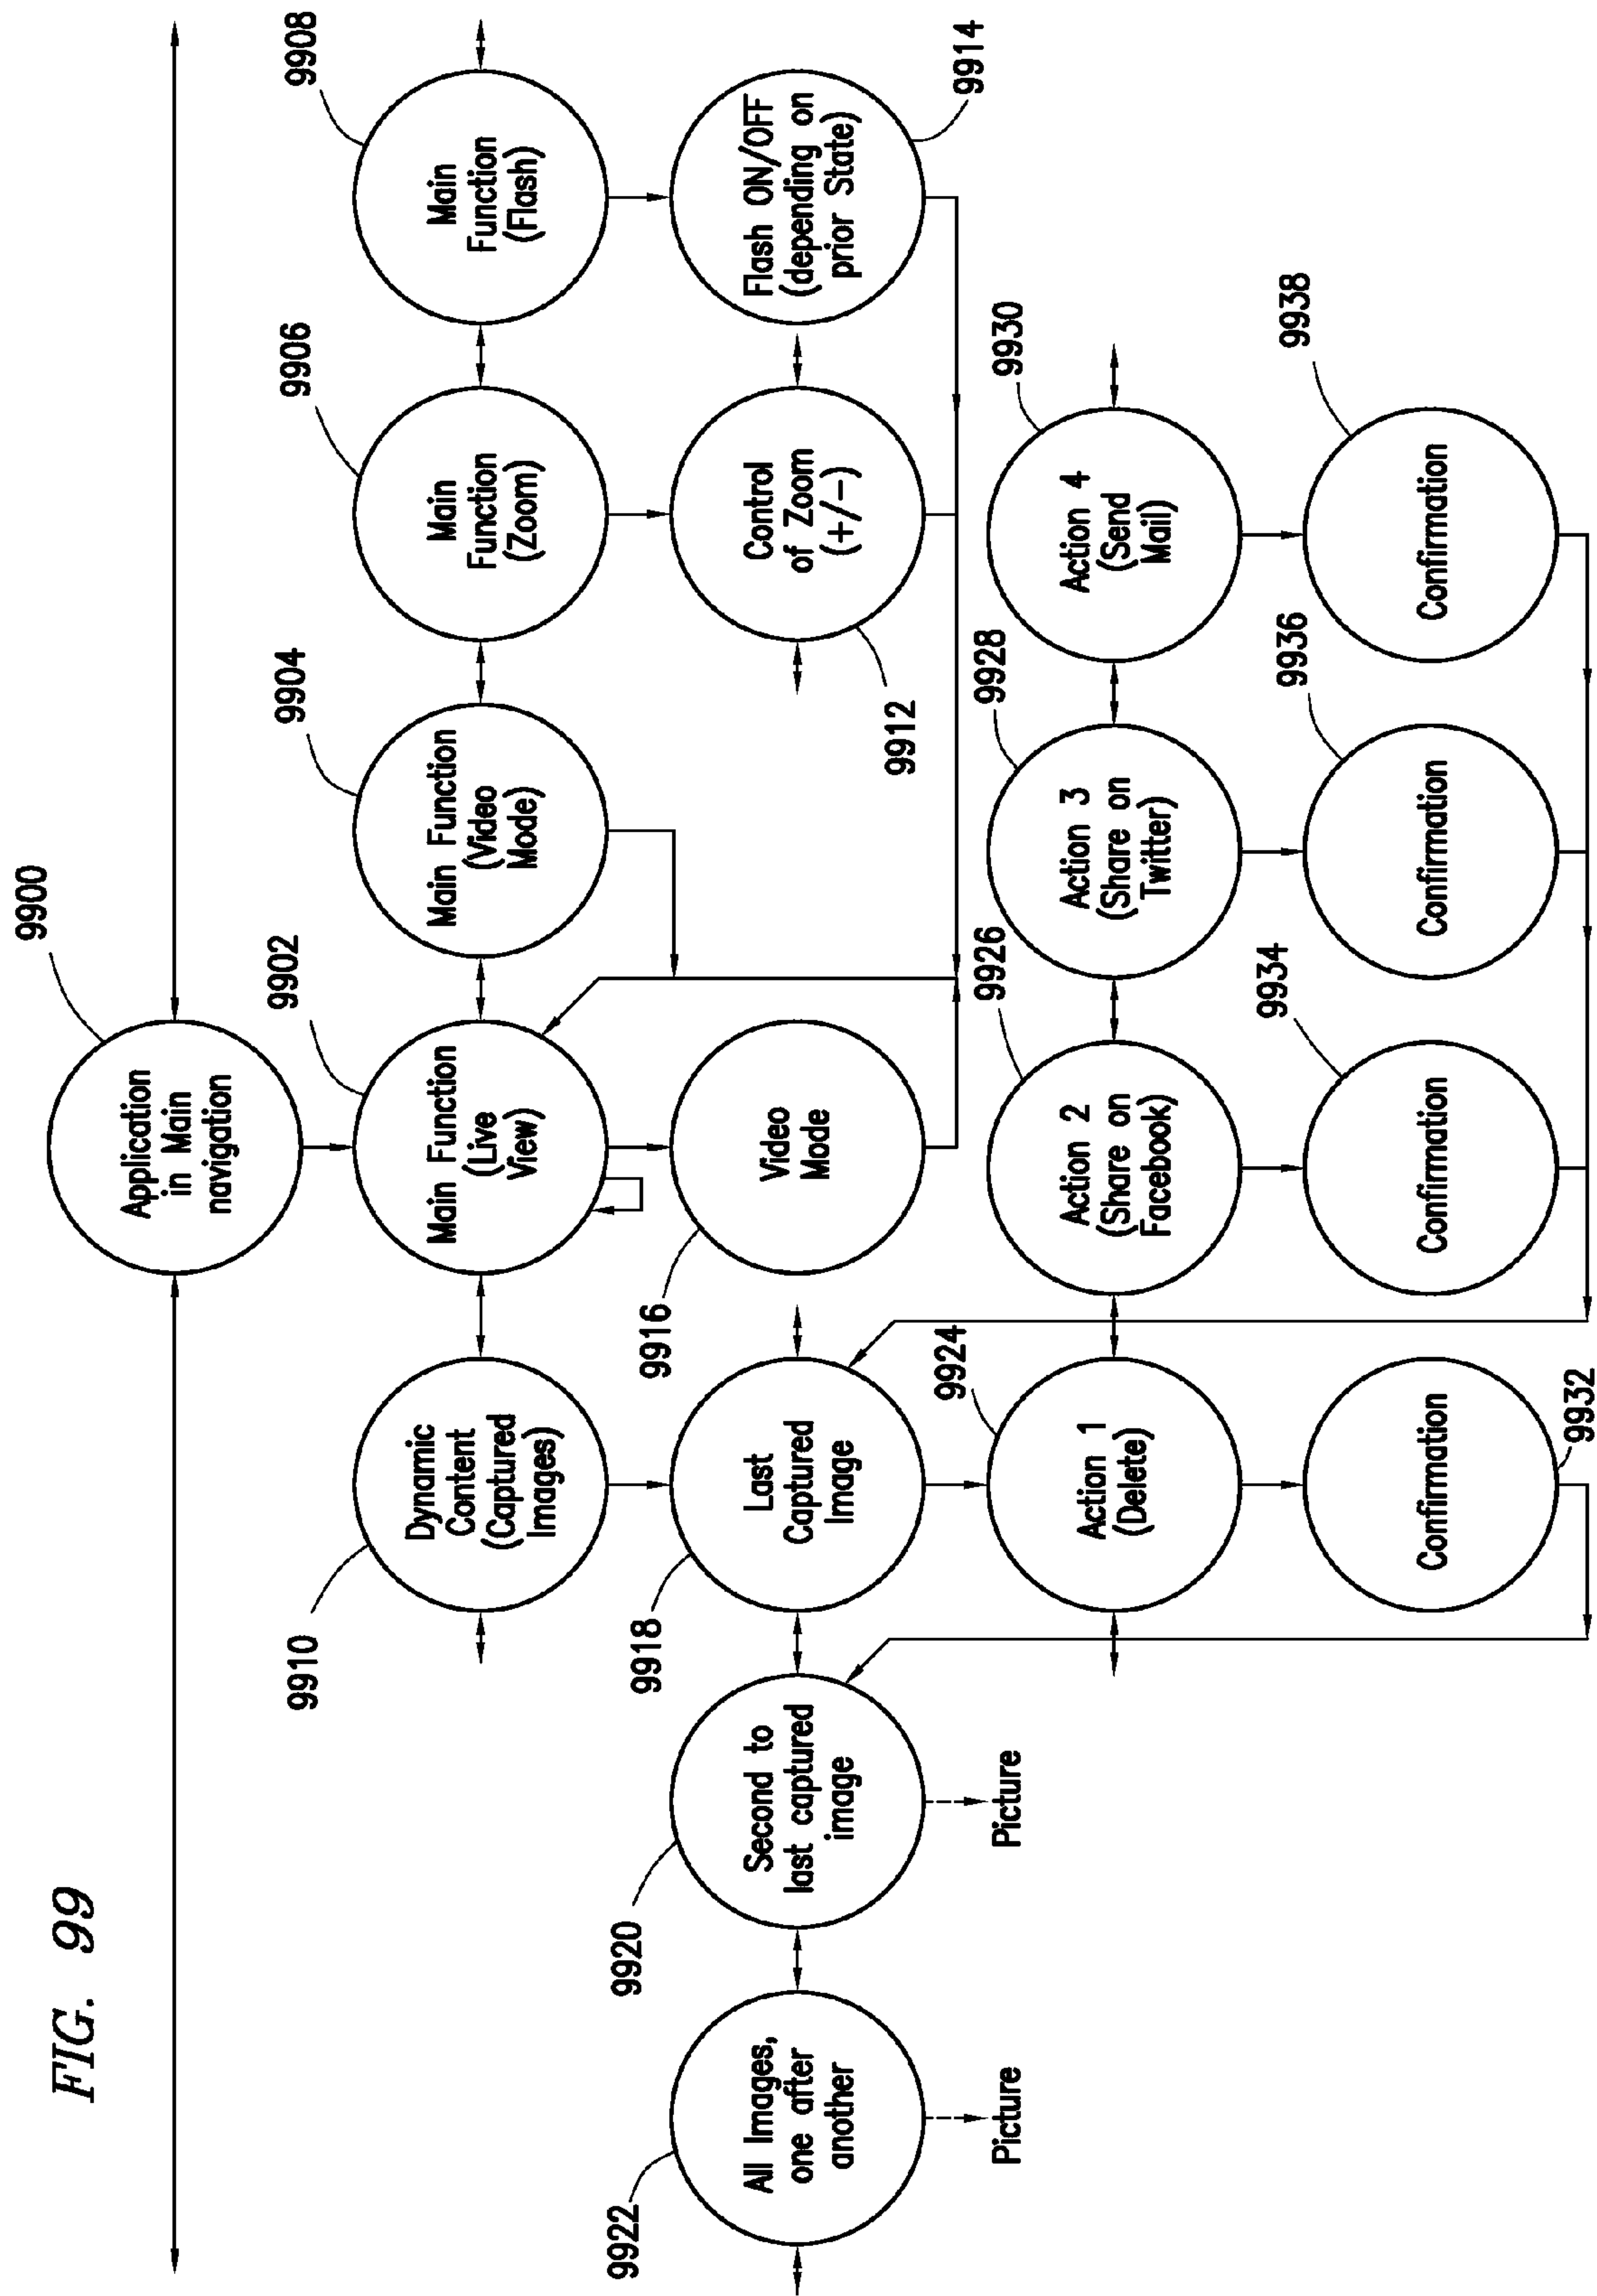 FIG. 99
9900
Application
in Main
navigation
9910
Dynamic
Content
(Captured
Images)
9902
Main Function
(Live
View)
9904
Main Function
(Video
Mode)
9906
Main
Function
(Zoom)
9908
Main
Function
(Flash)
9922
All Images,
one after
another
Picture
9920
Second to
last captured
image
Picture
9918
Last
Captured
Image
9916
Video
Mode
9912
Control
of Zoom
(+/−)
9914
Flash ON/OFF
(depending on
prior State)
9924
Action 1
(Delete)
9926
Action 2
(Share on
Facebook)
9928
Action 3
(Share on
Twitter)
9930
Action 4
(Send
Mail)
9932
Confirmation
9934
Confirmation
9936
Confirmation
9938
Confirmation